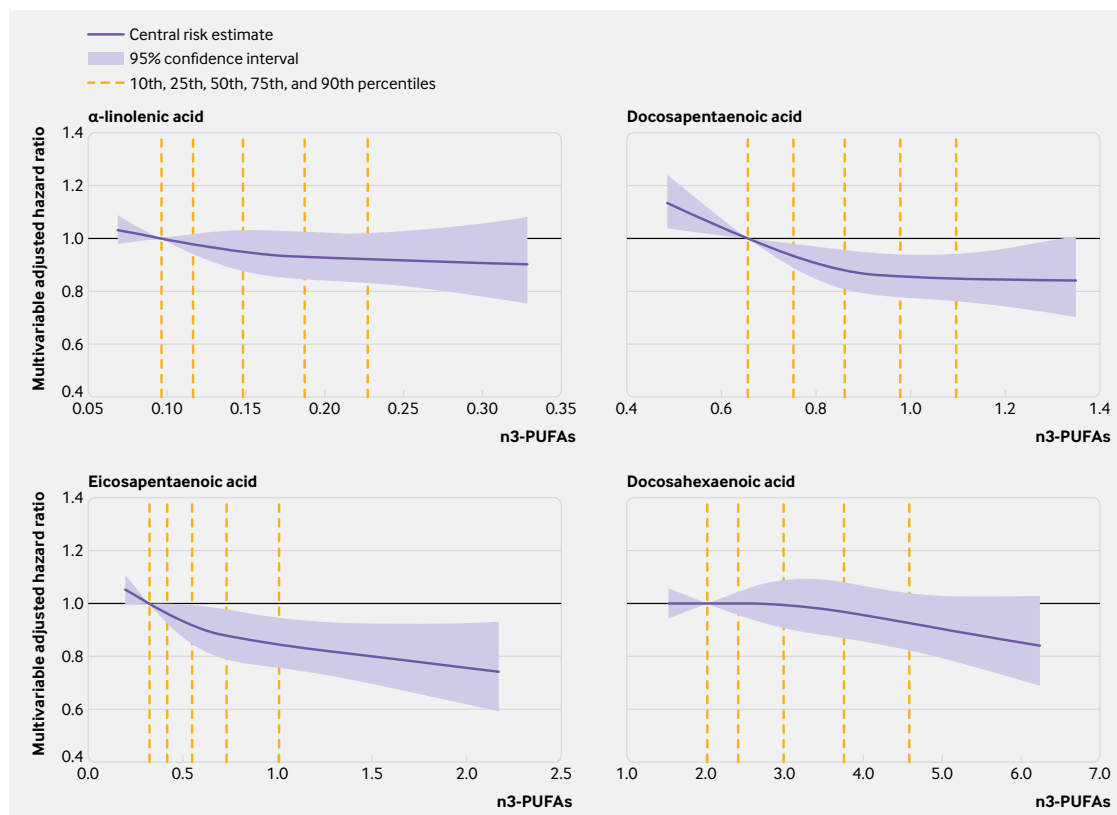 Central risk estimate
95% confidence interval
10th, 25th, 50th, 75th, and 90th percentiles
α-linolenic acid
Multivariable adjusted hazard ratio
1.4
1.2
1.0
0.8
0.6
0.4
0.05 0.10 0.15 0.20 0.25 0.30 0.35
n3-PUFAs
Docosapentaenoic acid
0.4 0.6 0.8 1.0 1.2 1.4
n3-PUFAs
Eicosapentaenoic acid
Multivariable adjusted hazard ratio
1.4
1.2
1.0
0.8
0.6
0.4
0.0 0.5 1.0 1.5 2.0 2.5
n3-PUFAs
Docosahexaenoic acid
1.0 2.0 3.0 4.0 5.0 6.0 7.0
n3-PUFAs